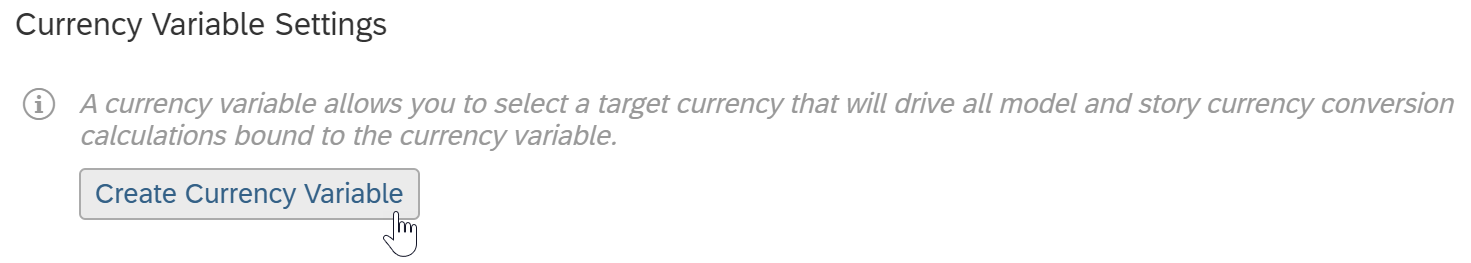 Currency Variable Settings
A currency variable allows you to select a target currency that will drive all model and story currency conversion
calculations bound to the currency variable.
Create Currency Variable